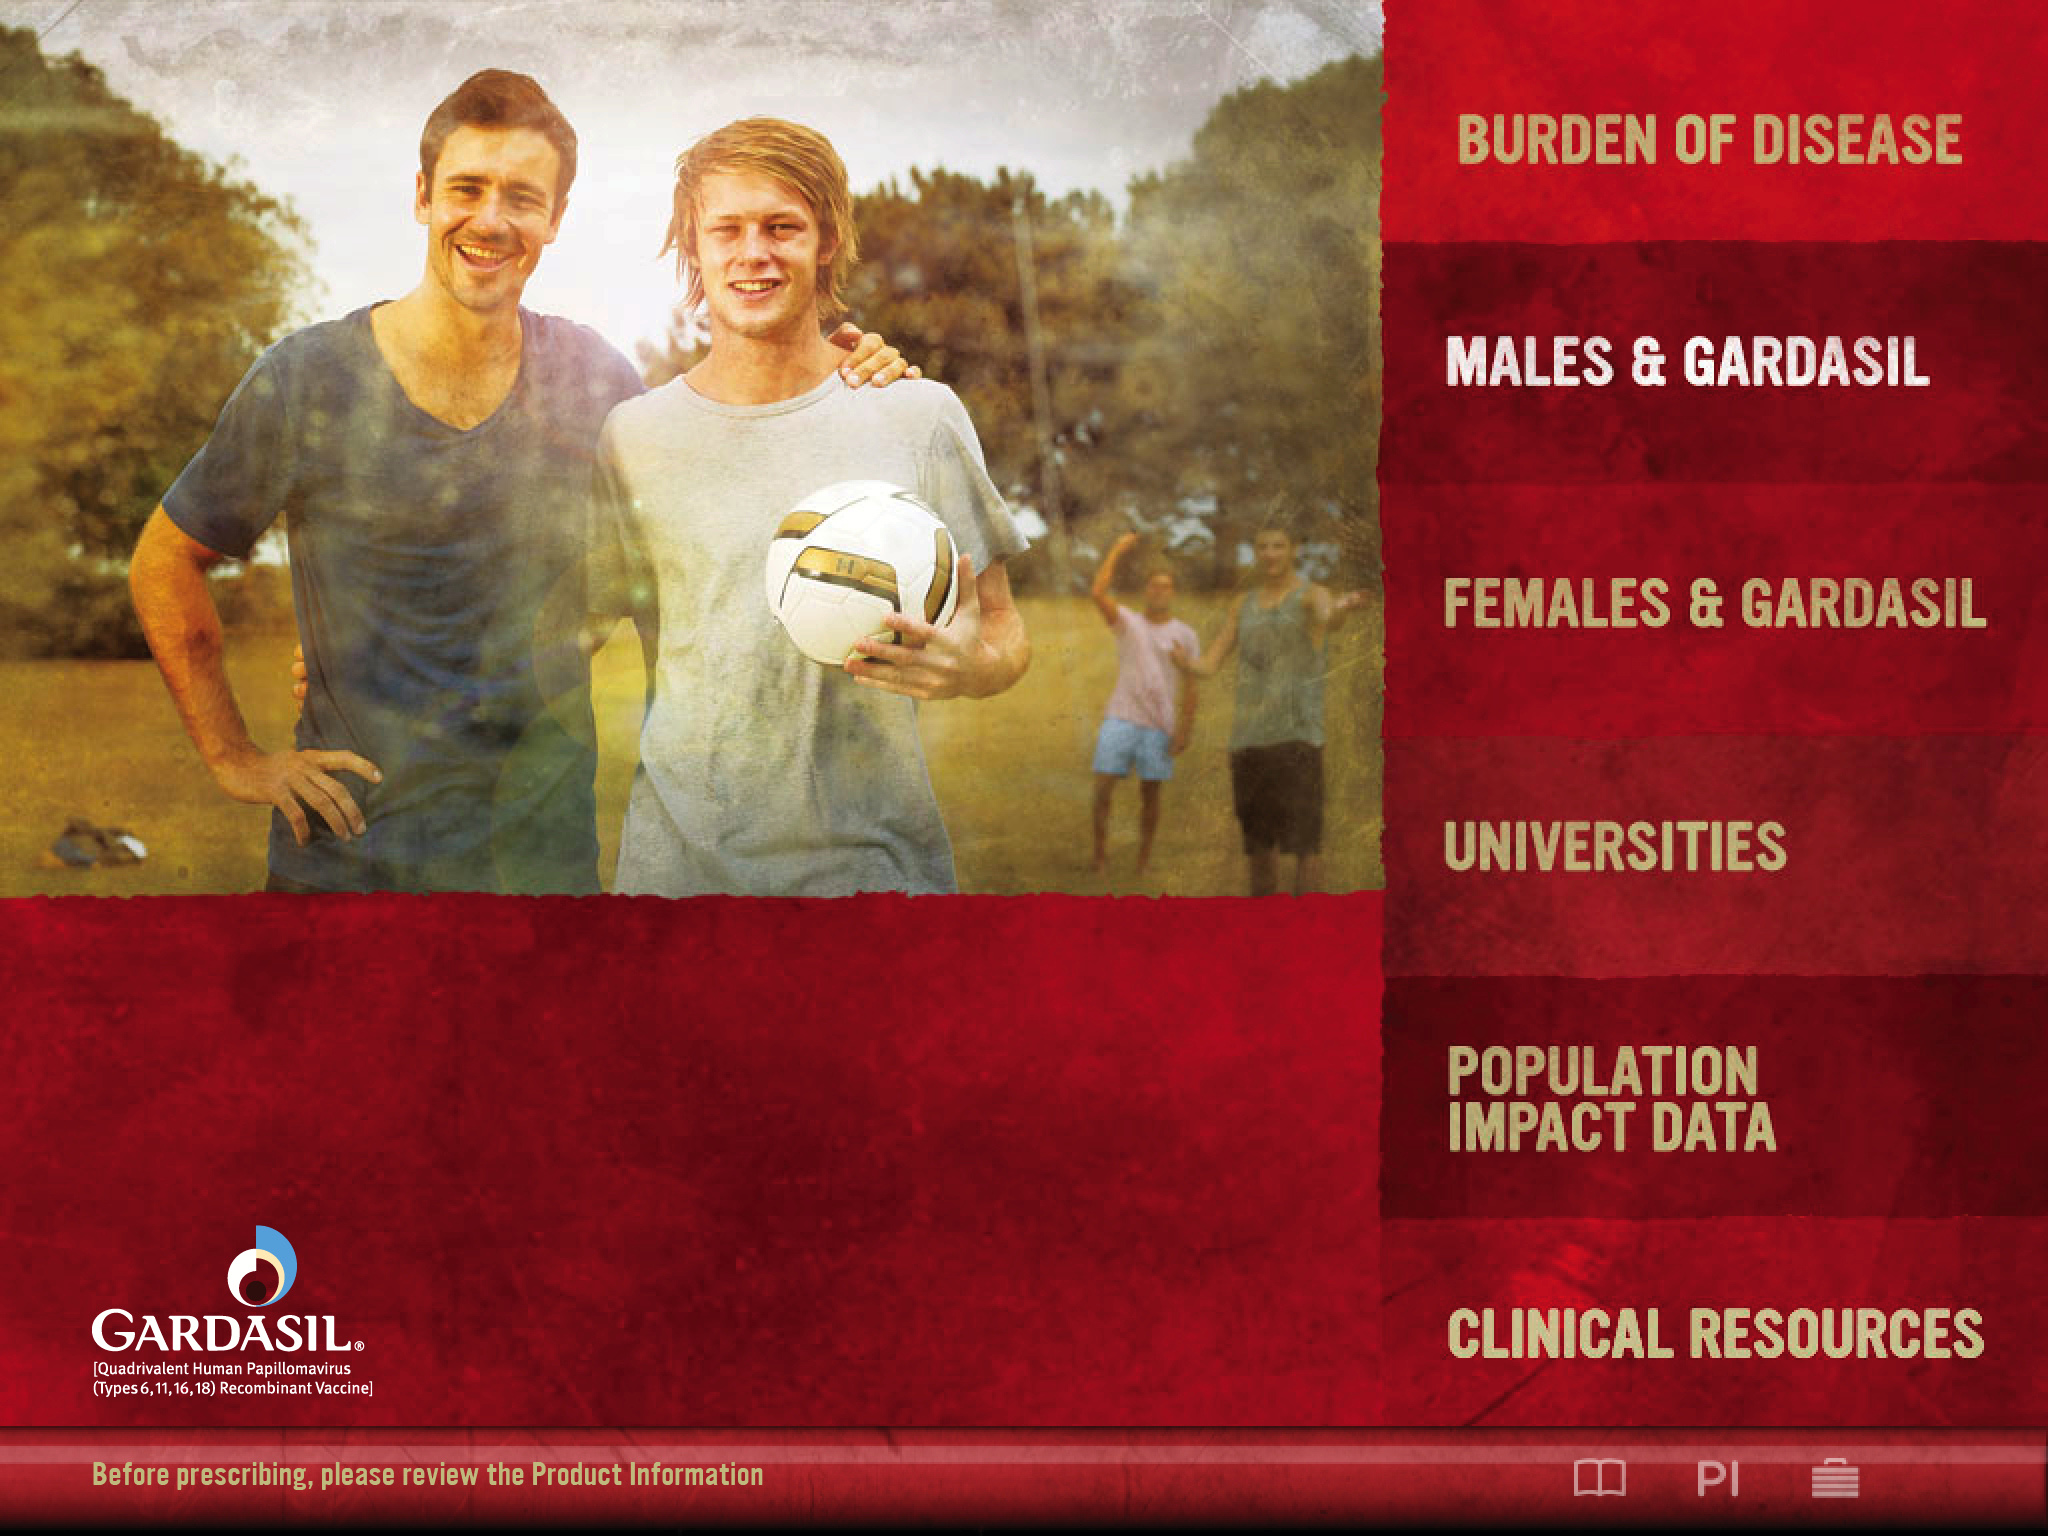 BURDEN OF DISEASE
MALES & GARDASIL
FEMALES & GARDASIL
UNIVERSITIES
POPULATION
IMPACT DATA
CLINICAL RESOURCES
GARDASIL®
[Quadrivalent Human Papillomavirus
(Types 6, 11, 16, 18) Recombinant Vaccine]
Before prescribing, please review the Product Information
PI